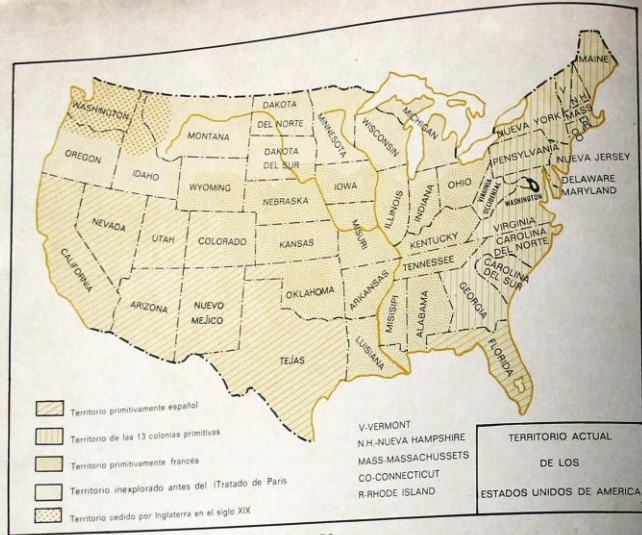 WASHINGTON
MONTANA
DAKOTA
DEL NORTE
MINNESOTA
WISCONSIN
MICHIGAN
MAINE
V
N H
MASS
NUEVA YORK
CO
R
OREGON
IDAHO
WYOMING
DAKOTA
DEL SUR
IOWA
ILLINOIS
INDIANA
OHIO
PENSYLVANIA
NUEVA JERSEY
DELAWARE
MARYLAND
VIRGINIA
OCCIDENTAL
WASHINGTON
NEVADA
UTAH
COLORADO
NEBRASKA
KANSAS
MISURI
KENTUCKY
VIRGINIA
CAROLINA
DEL NORTE
CALIFORNIA
ARIZONA
NUEVO
MEJICO
OKLAHOMA
ARKANSAS
TENNESSEE
CAROLINA
DEL SUR
TEJAS
LUISIANA
MISISIPI
ALABAMA
GEORGIA
FLORIDA
Territorio primitivamente español
Territorio de las 13 colonias primitivas
Territorio primitivamente francés
Territorio inexplorado antes del (Tratado de Paris
Territorio cedido por Inglaterra en el siglo XIX
V-VERMONT
N.H.-NUEVA HAMPSHIRE
MASS-MASSACHUSSETS
CO-CONNECTICUT
R-RHODE ISLAND
TERRITORIO ACTUAL
DE LOS
ESTADOS UNIDOS DE AMERICA